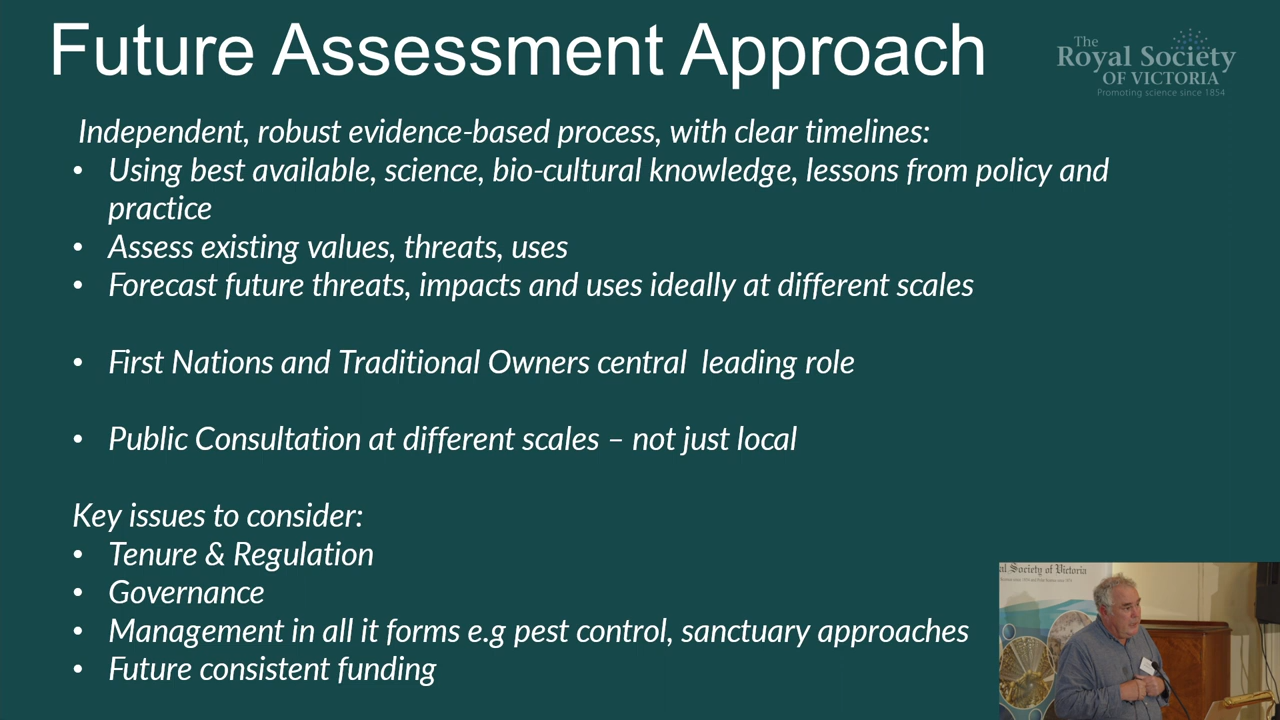 Future Assessment Approach
The
Royal Society
OF VICTORIA
Promoting science since 1854
Independent, robust evidence-based process, with clear timelines:
• Using best available, science, bio-cultural knowledge, lessons from policy and
practice
• Assess existing values, threats, uses
• Forecast future threats, impacts and uses ideally at different scales
• First Nations and Traditional Owners central  leading role
• Public Consultation at different scales – not just local
Key issues to consider:
• Tenure & Regulation
• Governance
• Management in all it forms e.g pest control, sanctuary approaches
• Future consistent funding
al Society of Victoria